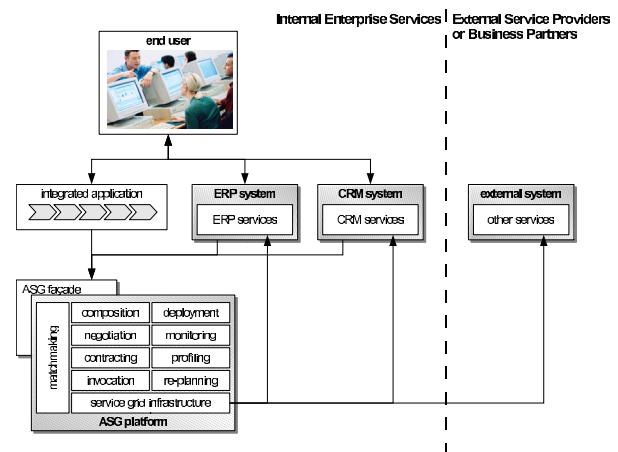 Internal Enterprise Services
External Service Providers
or Business Partners
end user
integrated application
ERP system
ERP services
CRM system
CRM services
external system
other services
ASG façade
matchmaking
composition
deployment
negotiation
monitoring
contracting
profiling
invocation
re-planning
service grid infrastructure
ASG platform